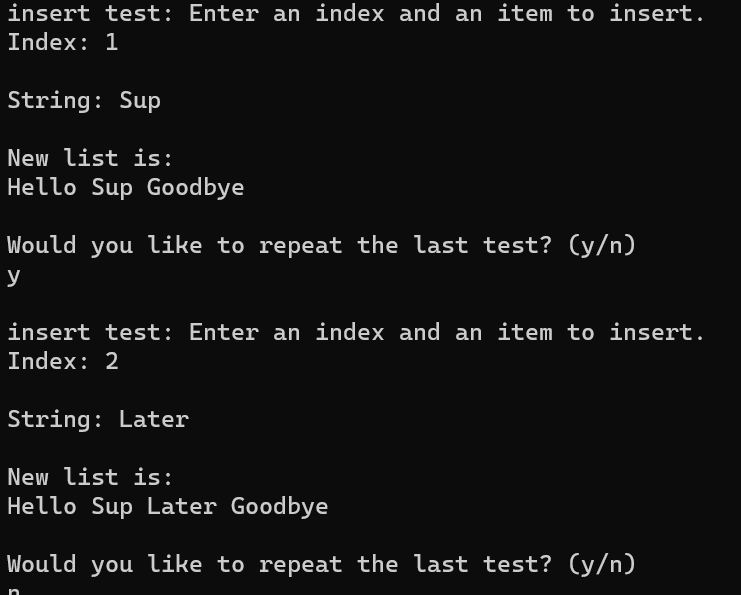 insert test: Enter an index and an item to insert.
Index: 1
String: Sup
New list is:
Hello Sup Goodbye
Would you like to repeat the last test? (y/n)
y
insert test: Enter an index and an item to insert.
Index: 2
String: Later
New list is:
Hello Sup Later Goodbye
Would you like to repeat the last test? (y/n)
n